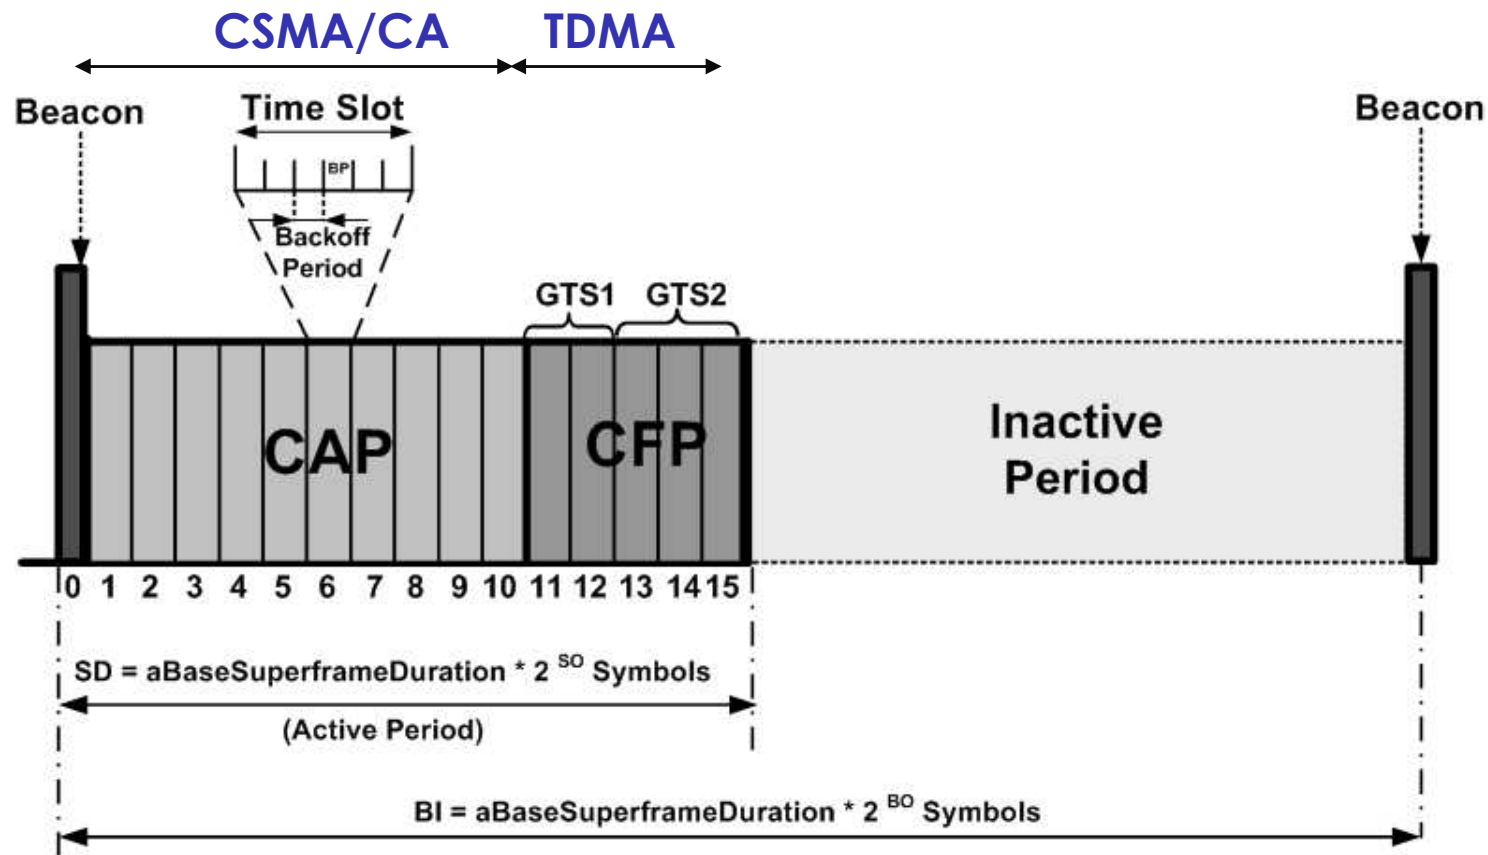 CSMA/CA TDMA
Beacon
Time Slot
Beacon
BP
Backoff
Period
GTS1 GTS2
CAP
CFP
Inactive
Period
0 1 2 3 4 5 6 7 8 9 10 11 12 13 14 15
SD = aBaseSuperframeDuration * 2 SO Symbols
(Active Period)
BI = aBaseSuperframeDuration * 2 BO Symbols